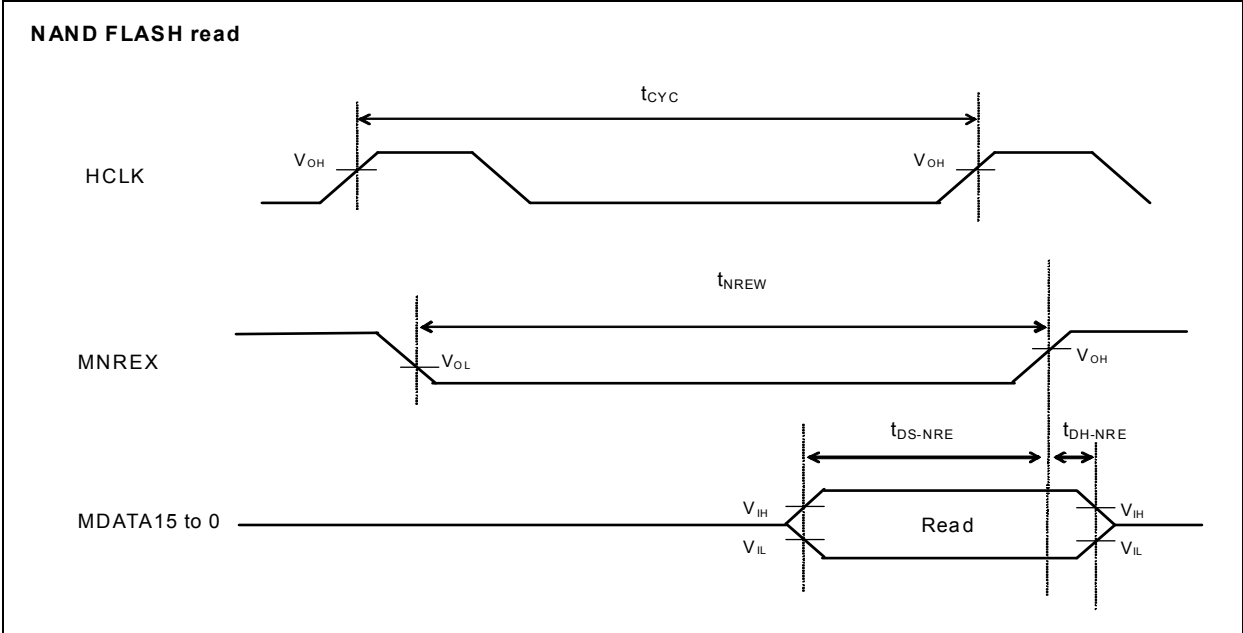 NAND FLASH read
tCYC
VOH
VOH
HCLK
tNREW
MNREX
VOL
VOH
tDS-NRE
tDH-NRE
VIH
VIH
MDATA15 to 0
Read
VIL
VIL